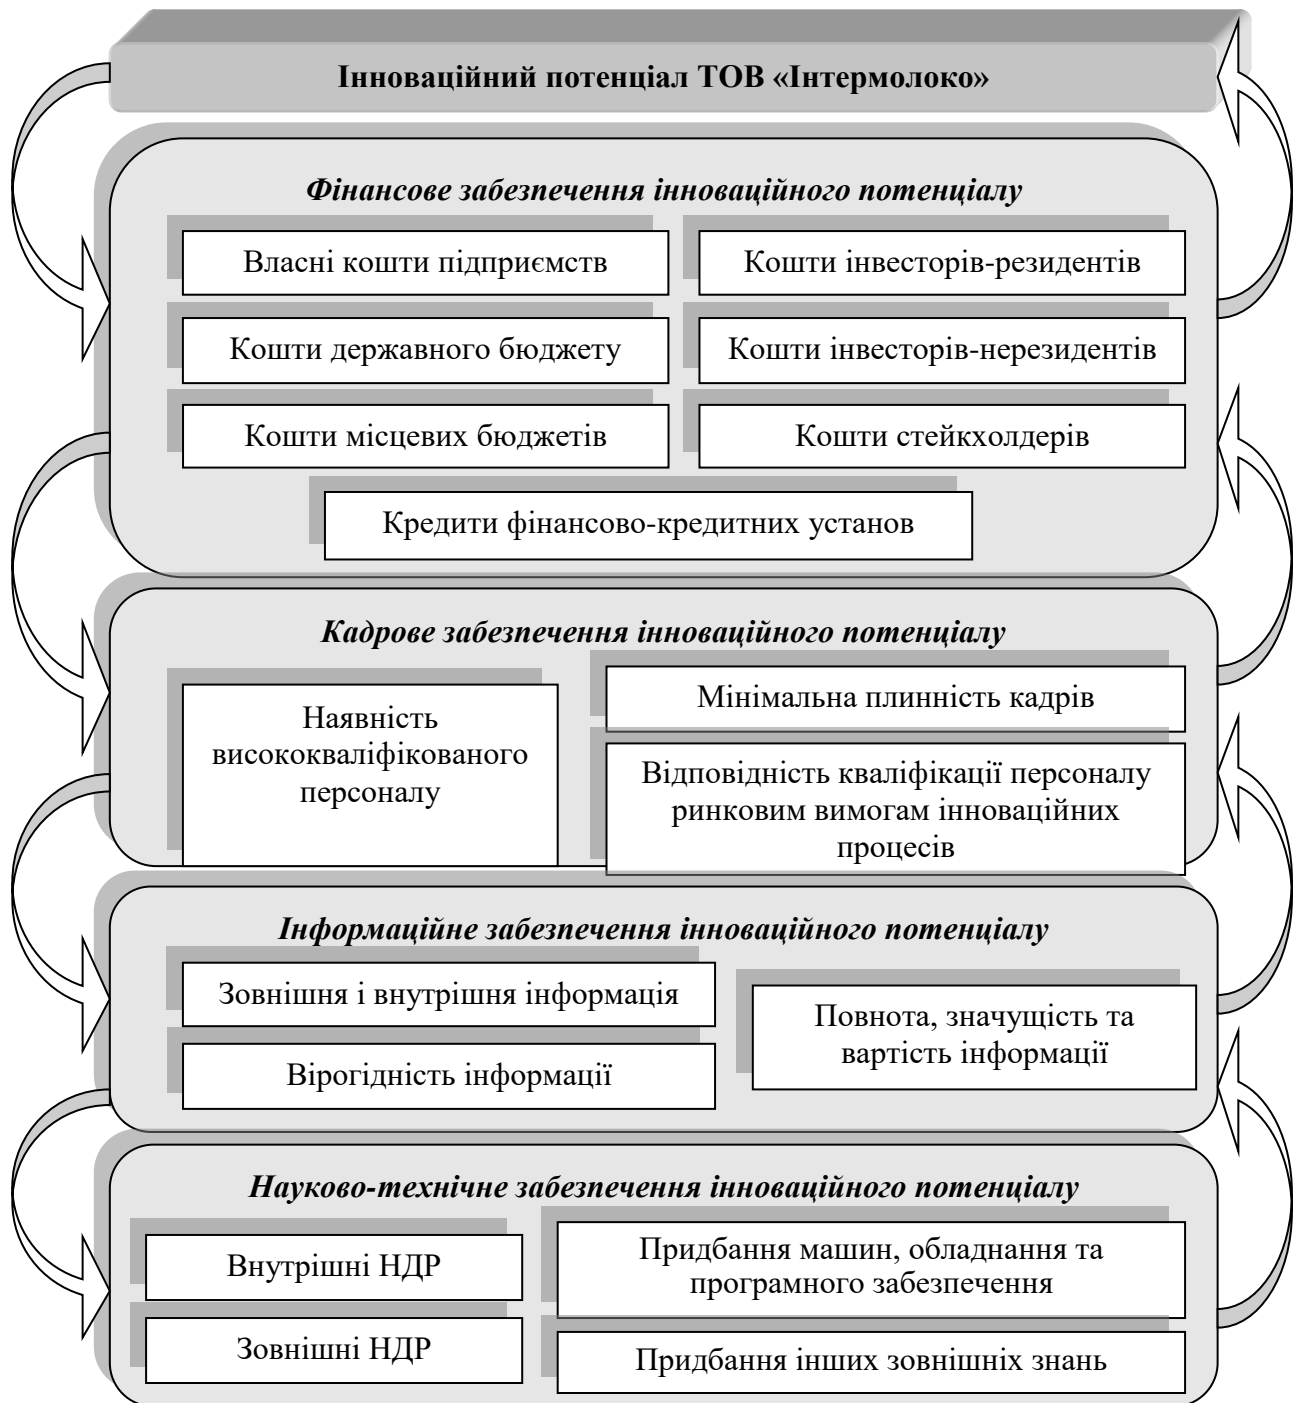 Інноваційний потенціал ТОВ «Інтермолоко»
Фінансове забезпечення інноваційного потенціалу
Власні кошти підприємств
Кошти інвесторів-резидентів
Кошти державного бюджету
Кошти інвесторів-нерезидентів
Кошти місцевих бюджетів
Кошти стейкхолдерів
Кредити фінансово-кредитних установ
Кадрове забезпечення інноваційного потенціалу
Наявність
висококваліфікованого
персоналу
Мінімальна плинність кадрів
Відповідність кваліфікації персоналу
ринковим вимогам інноваційних
процесів
Інформаційне забезпечення інноваційного потенціалу
Зовнішня і внутрішня інформація
Вірогідність інформації
Повнота, значущість та
вартість інформації
Науково-технічне забезпечення інноваційного потенціалу
Внутрішні НДР
Зовнішні НДР
Придбання машин, обладнання та
програмного забезпечення
Придбання інших зовнішніх знань